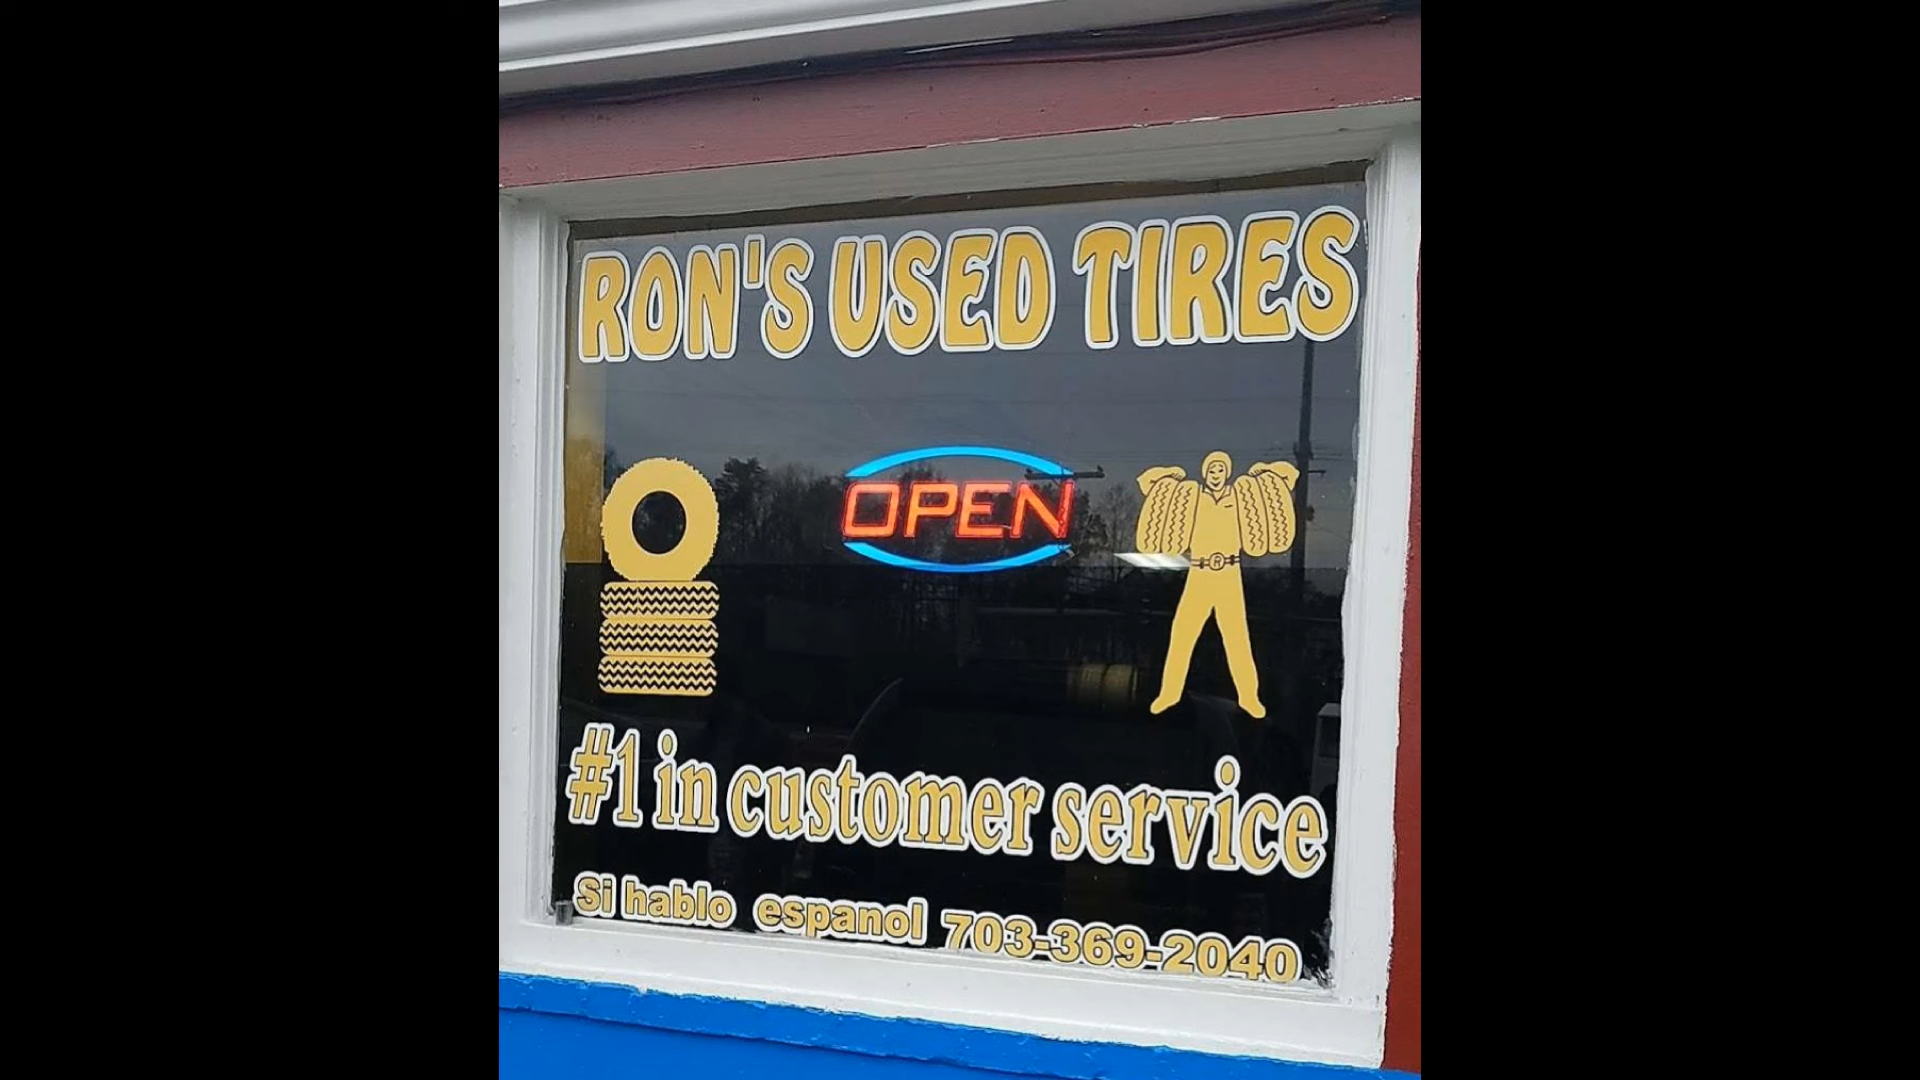 RON'S USED TIRES
OPEN
R
#1 in customer service
Si hablo espanol 703-369-2040